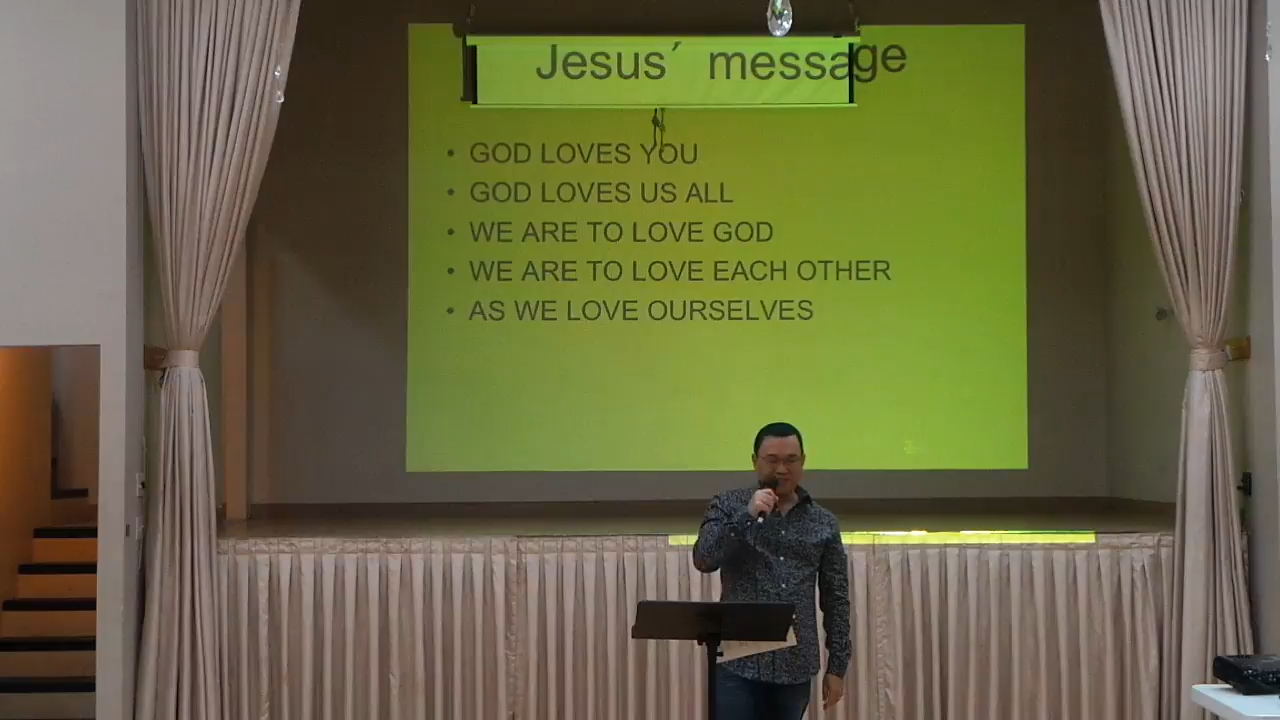 Jesus´ message
• GOD LOVES YOU
• GOD LOVES US ALL
• WE ARE TO LOVE GOD
• WE ARE TO LOVE EACH OTHER
• AS WE LOVE OURSELVES